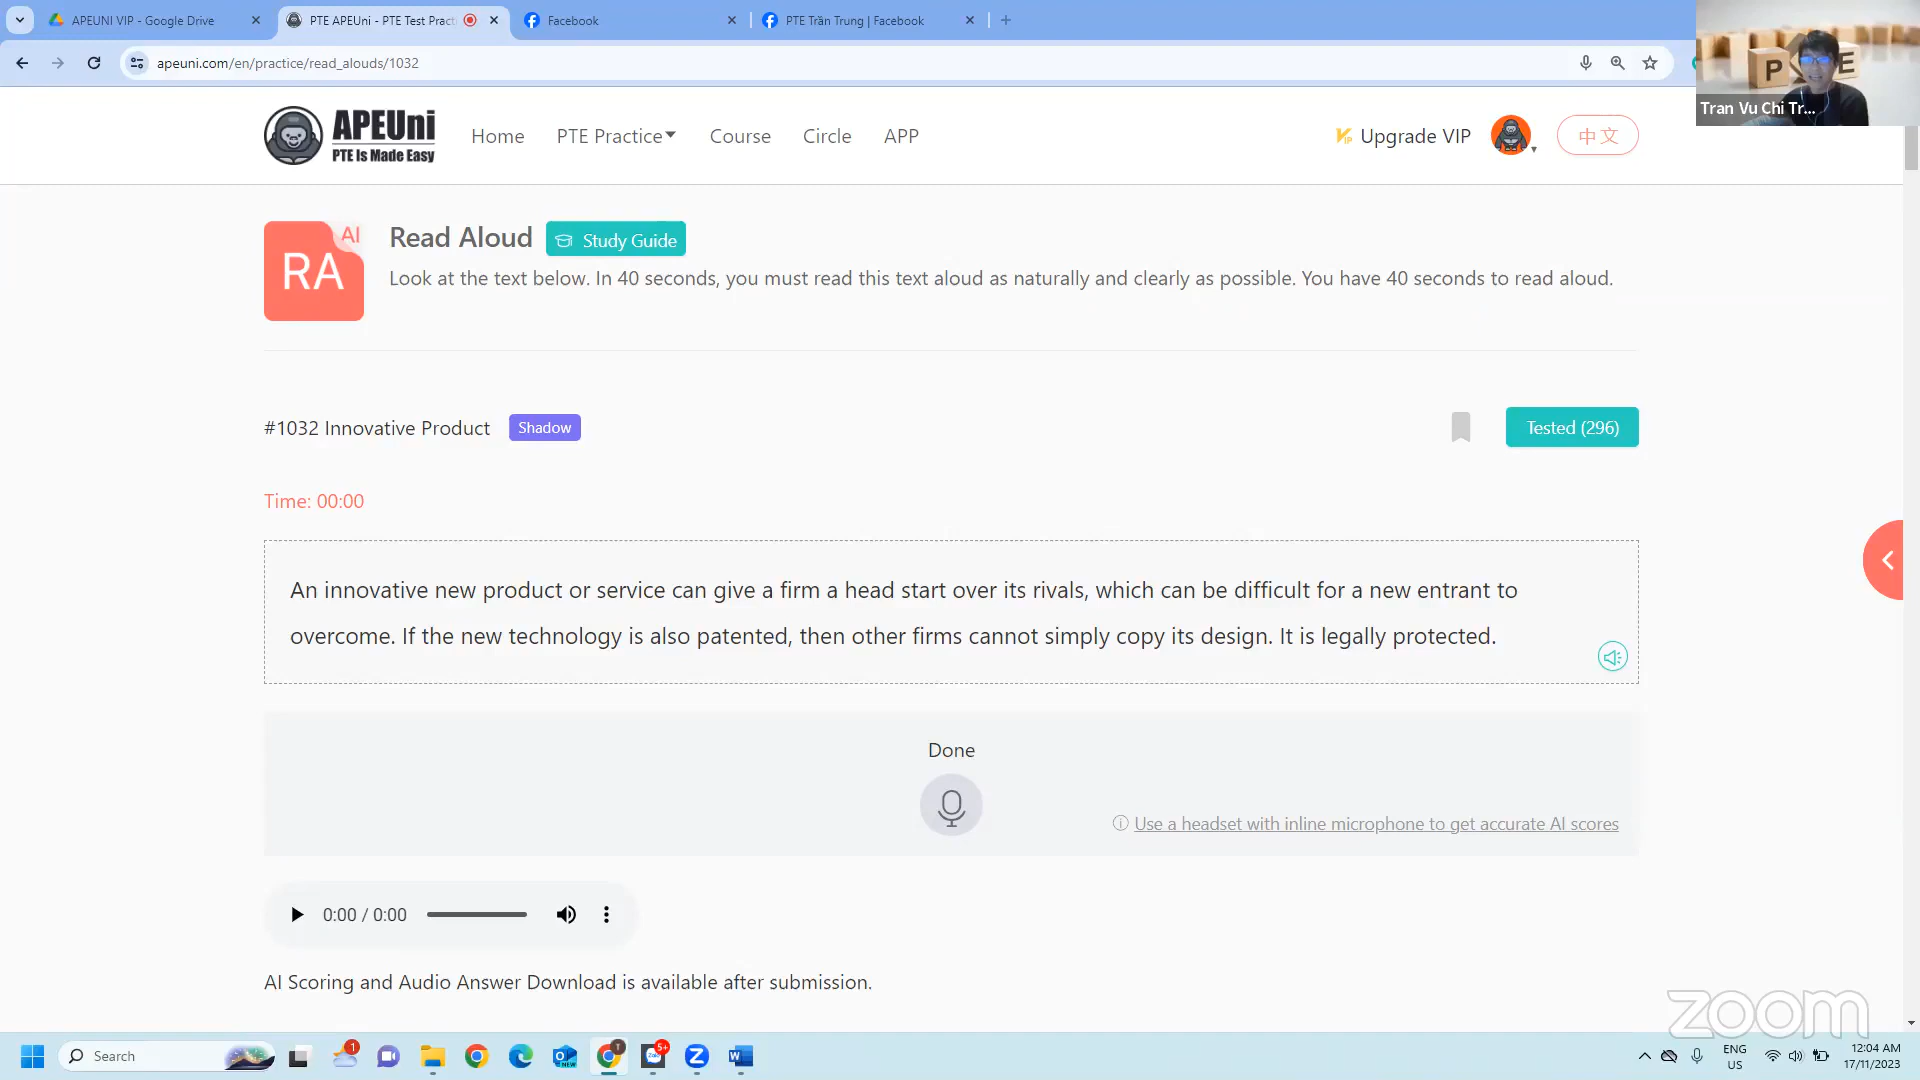 APEUNI VIP - Google Drive
PTE APEUni - PTE Test Pract
Facebook
PTE Trần Trung | Facebook
apeuni.com/en/practice/read_alouds/1032
P E
Tran Vu Chi Tr...
APEUni
PTE Is Made Easy
Home
PTE Practice
Course
Circle
APP
VIP
Upgrade VIP
中文
RA
AI
Read Aloud
Study Guide
Look at the text below. In 40 seconds, you must read this text aloud as naturally and clearly as possible. You have 40 seconds to read aloud.
#1032 Innovative Product
Shadow
Tested (296)
Time: 00:00
An innovative new product or service can give a firm a head start over its rivals, which can be difficult for a new entrant to
overcome. If the new technology is also patented, then other firms cannot simply copy its design. It is legally protected.
Done
Use a headset with inline microphone to get accurate AI scores
0:00 / 0:00
AI Scoring and Audio Answer Download is available after submission.
zoom
Search
1
NEW
T
Zalo
5+
Z
W
ENG
US
12:04 AM
17/11/2023